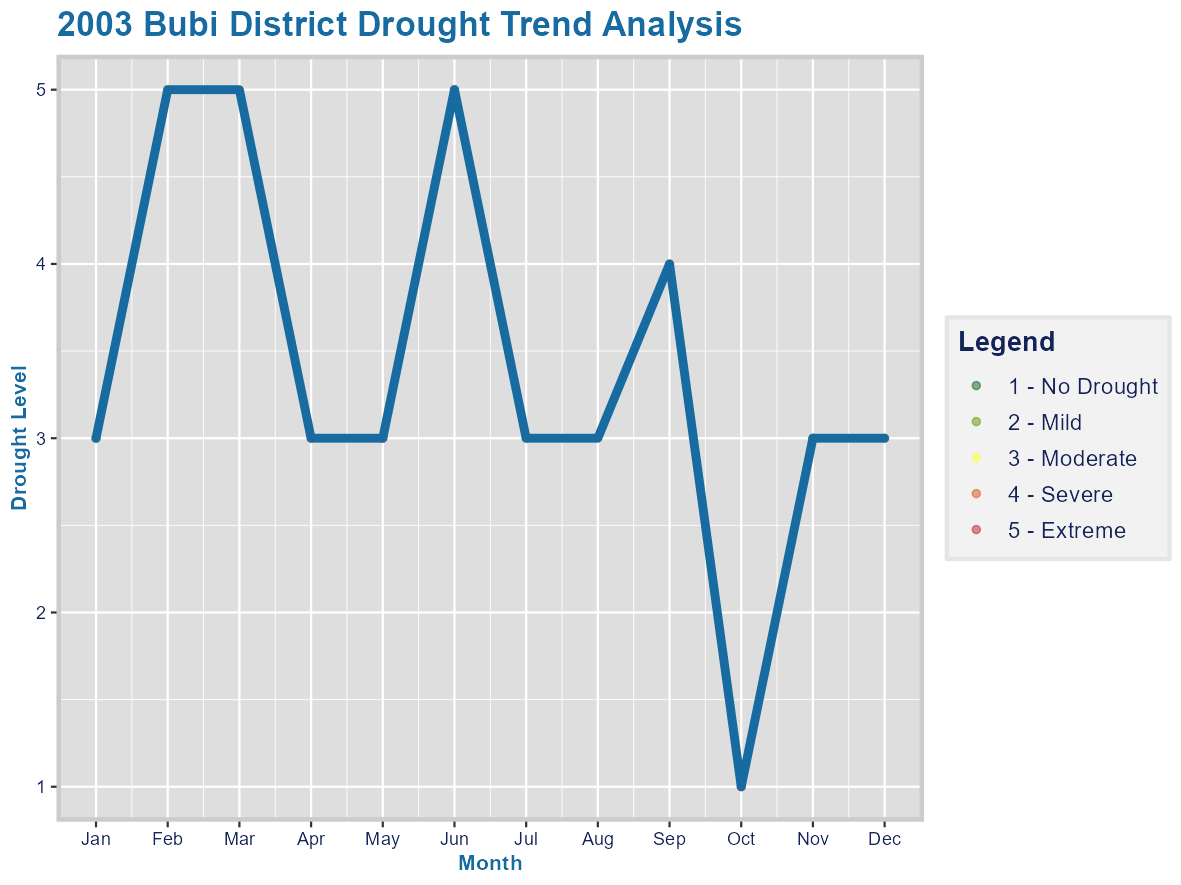 2003 Bubi District Drought Trend Analysis
Drought Level
5
4
3
2
1
Jan Feb Mar Apr May Jun Jul Aug Sep Oct Nov Dec
Month
Legend
1 - No Drought
2 - Mild
3 - Moderate
4 - Severe
5 - Extreme